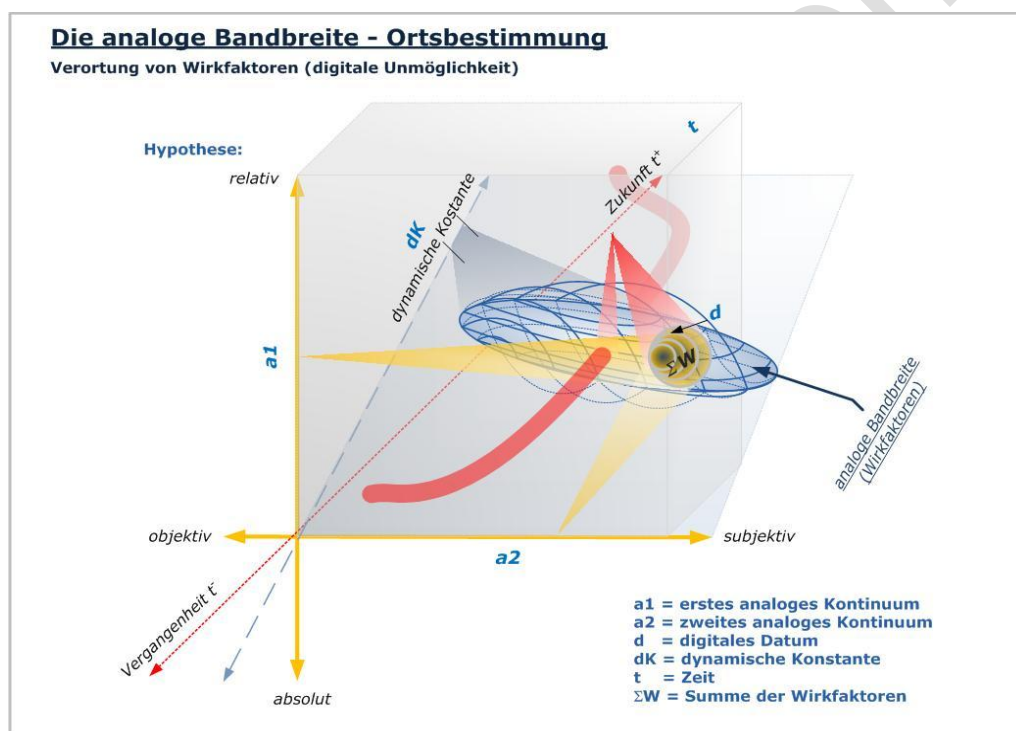 Die analoge Bandbreite - Ortsbestimmung
Verortung von Wirkfaktoren (digitale Unmöglichkeit)
Hypothese:
relativ
t
Zukunft t+
dK
dynamische Kostante
d
a1
ΣW
analoge Bandbreite
(Wirkfaktoren)
objektiv
subjektiv
a2
Vergangenheit t-
absolut
a1 = erstes analoges Kontinuum
a2 = zweites analoges Kontinuum
d = digitales Datum
dK = dynamische Konstante
t = Zeit
ΣW = Summe der Wirkfaktoren